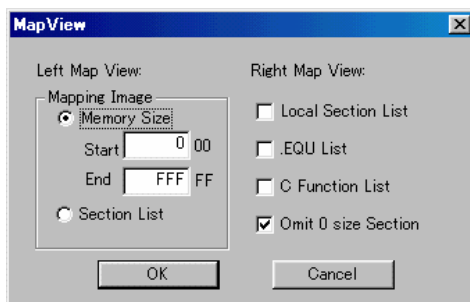 MapView
Left Map View:
Mapping Image
Memory Size
Start 0 00
End FFF FF
Section List
Right Map View:
Local Section List
.EQU List
C Function List
Omit 0 size Section
OK
Cancel